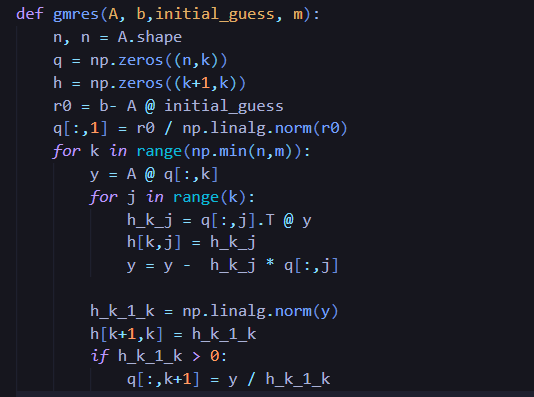 def gmres(A, b,initial_guess, m):
    n, n = A.shape
    q = np.zeros((n,k))
    h = np.zeros((k+1,k))
    r0 = b- A @ initial_guess
    q[:,1] = r0 / np.linalg.norm(r0)
    for k in range(np.min(n,m)):
        y = A @ q[:,k]
        for j in range(k):
            h_k_j = q[:,j].T @ y
            h[k,j] = h_k_j
            y = y -  h_k_j * q[:,j]

        h_k_1_k = np.linalg.norm(y)
        h[k+1,k] = h_k_1_k
        if h_k_1_k > 0:
            q[:,k+1] = y / h_k_1_k